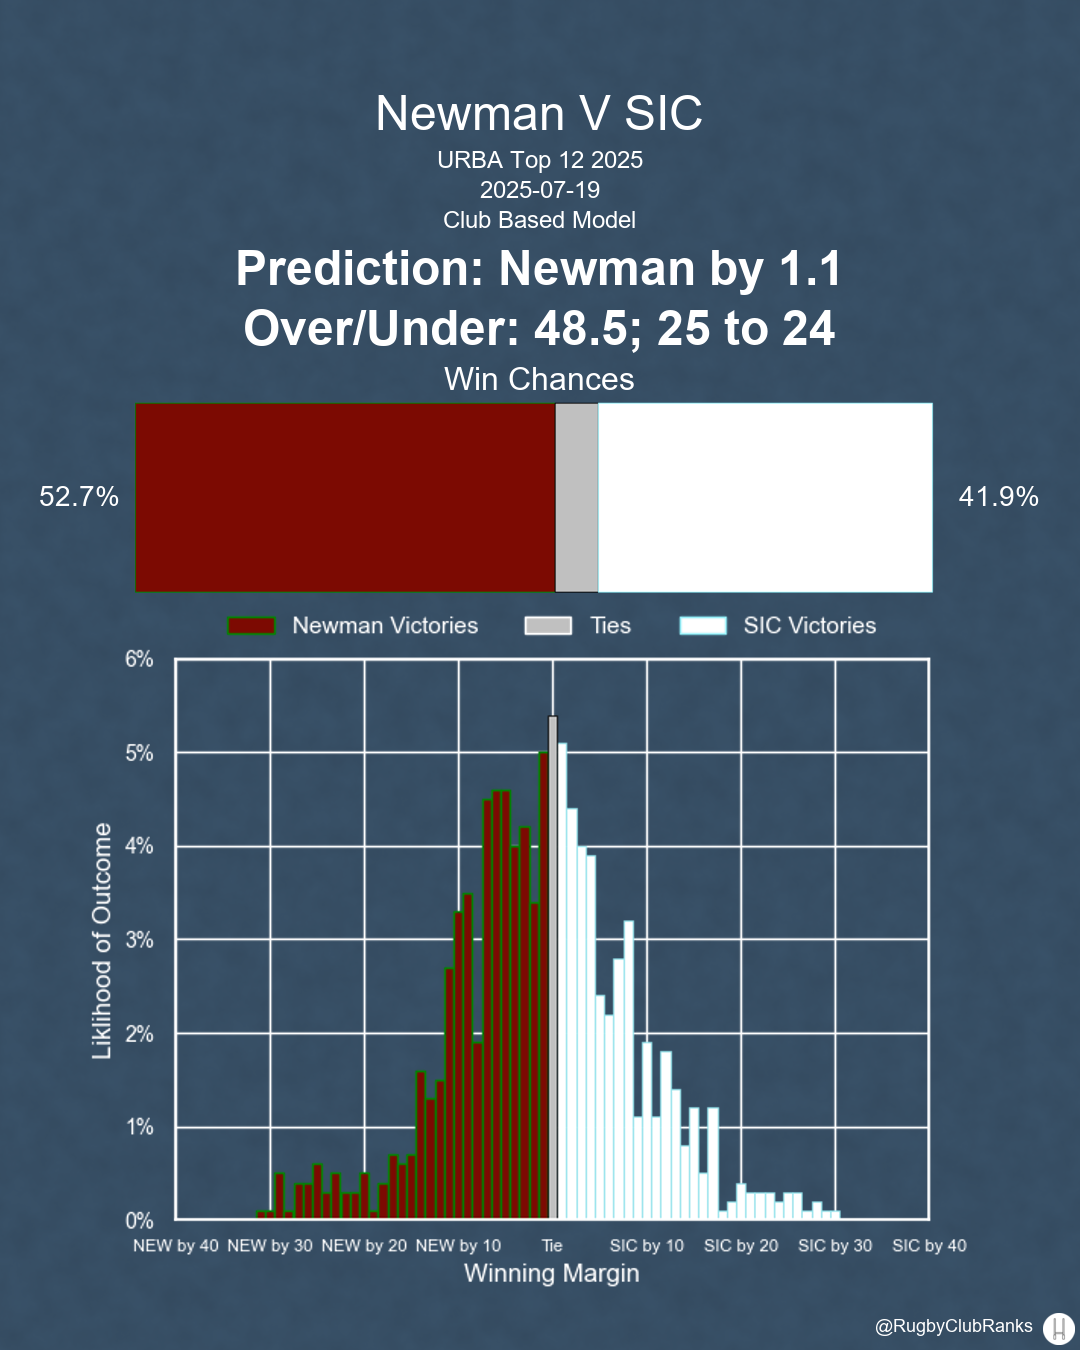 Newman V SIC
URBA Top 12 2025
2025-07-19
Club Based Model
Prediction: Newman by 1.1
Over/Under: 48.5; 25 to 24
Win Chances
52.7%
41.9%
Newman Victories Ties SIC Victories
6%
5%
4%
3%
2%
1%
0%
Liklihood of Outcome
NEW by 40 NEW by 30 NEW by 20 NEW by 10 Tie SIC by 10 SIC by 20 SIC by 30 SIC by 40
Winning Margin
@RugbyClubRanks